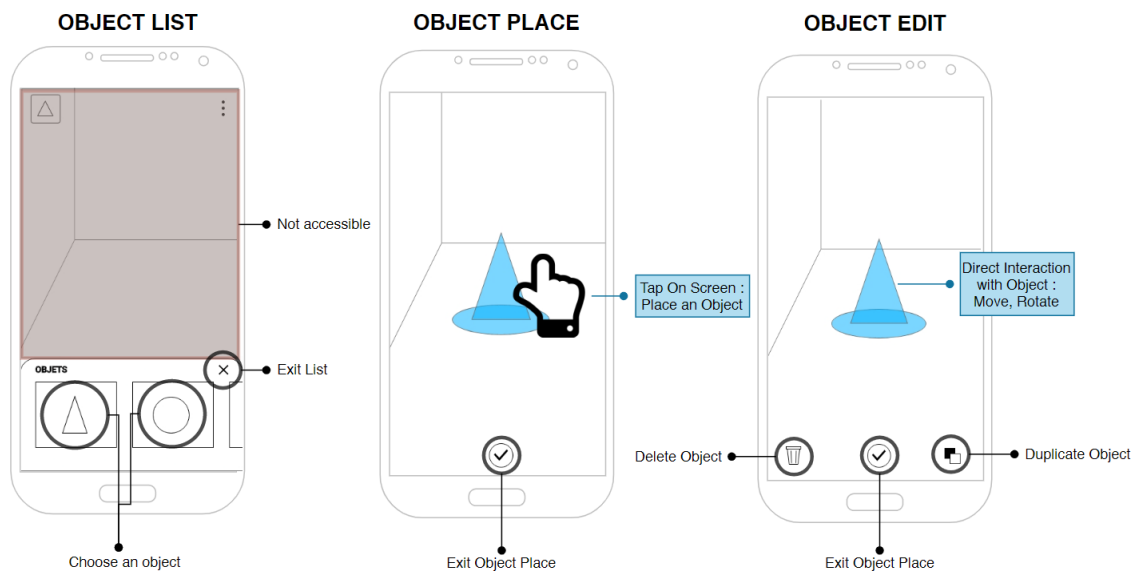 OBJECT LIST
OBJECT PLACE
OBJECT EDIT
Not accessible
Tap On Screen :
Place an Object
Direct Interaction
with Object :
Move, Rotate
OBJETS
Exit List
Delete Object
Duplicate Object
Choose an object
Exit Object Place
Exit Object Place